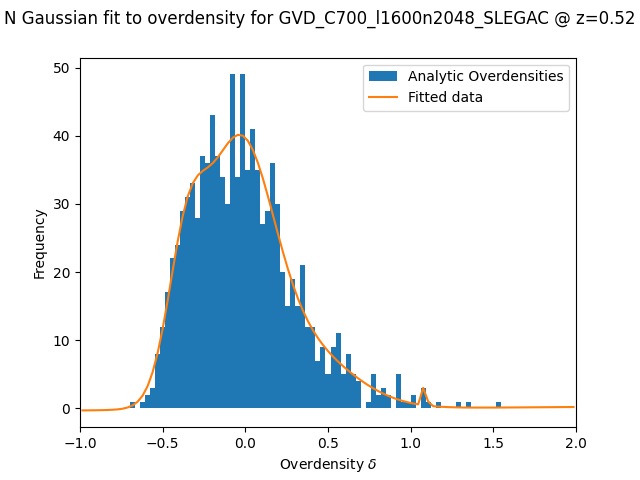 N Gaussian fit to overdensity for GVD_C700_l1600n2048_SLEGAC @ z=0.52
Analytic Overdensities
Fitted data
Frequency
50
40
30
20
10
0
−1.0 −0.5 0.0 0.5 1.0 1.5 2.0
Overdensity δ